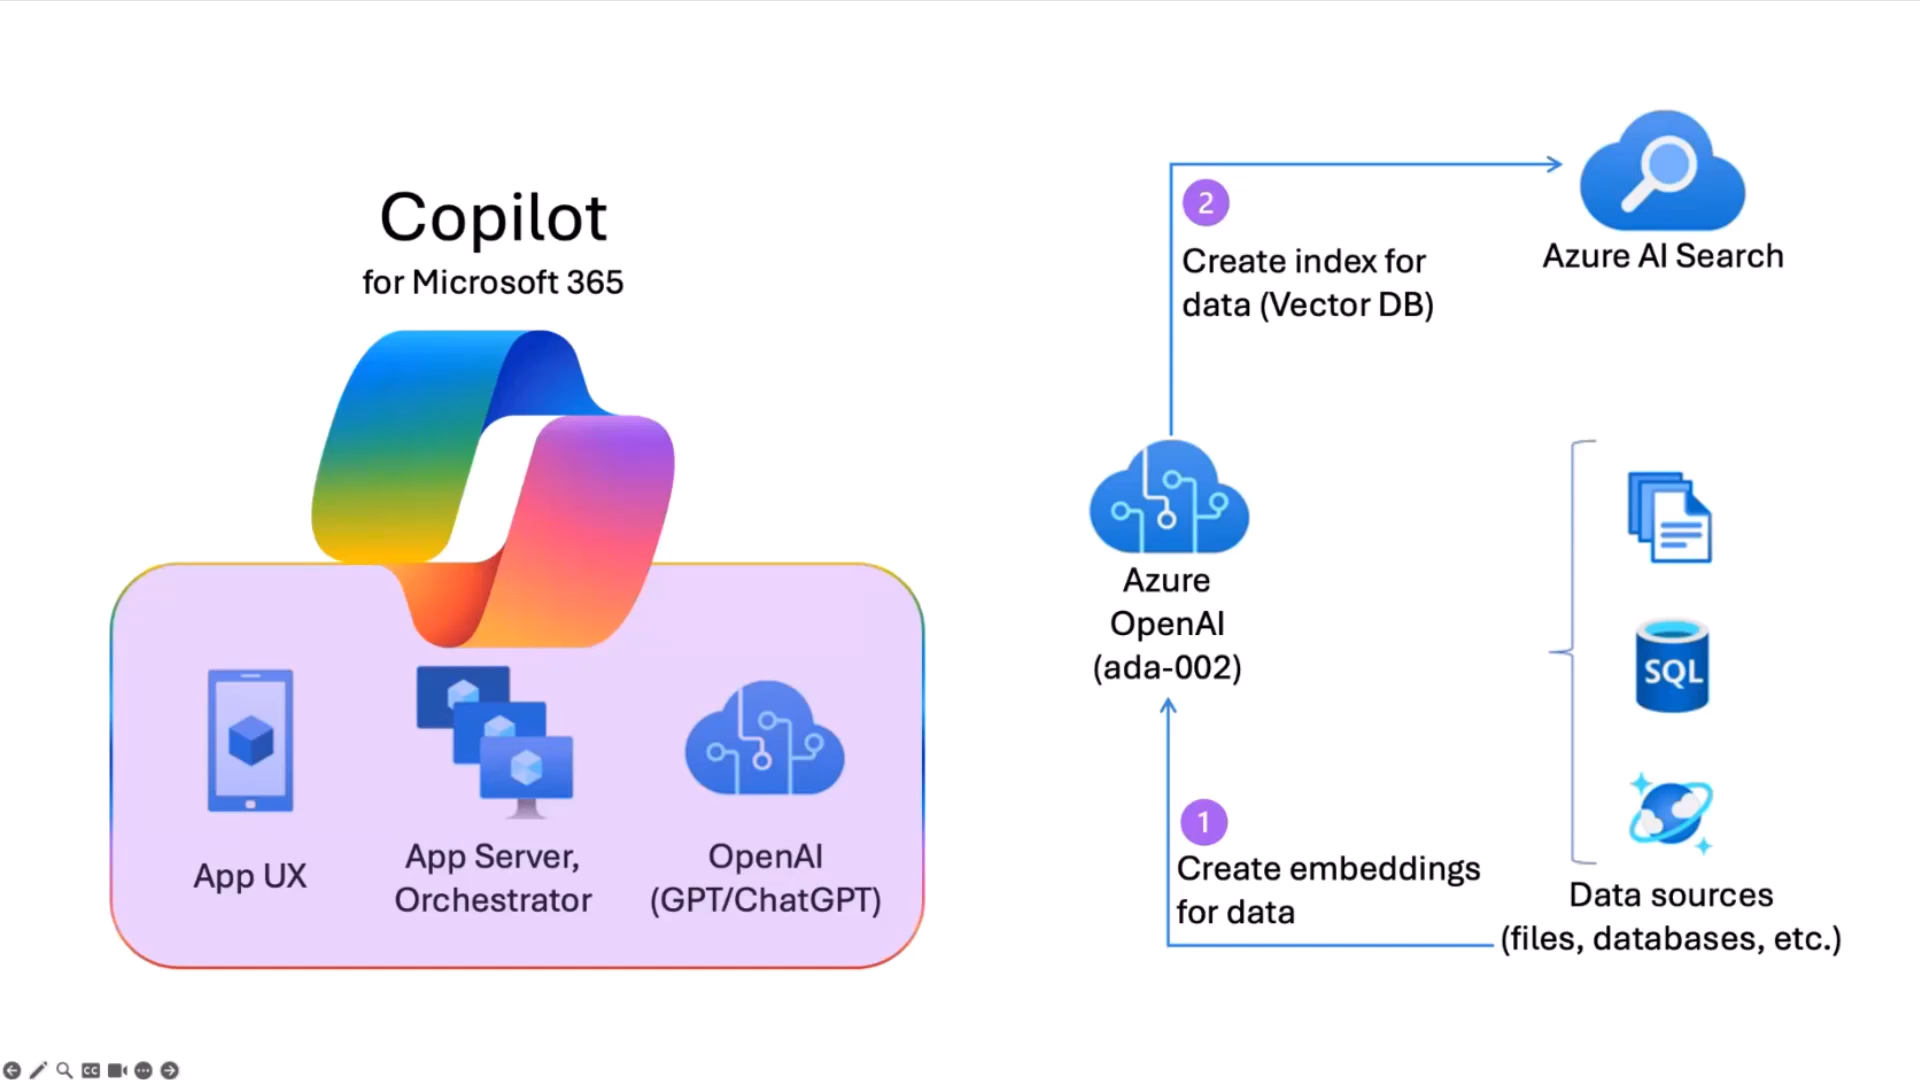 Copilot
for Microsoft 365
App UX
App Server,
Orchestrator
OpenAI
(GPT/ChatGPT)
2
Create index for
data (Vector DB)
Azure AI Search
Azure
OpenAI
(ada-002)
1
Create embeddings
for data
SQL
Data sources
(files, databases, etc.)
CC